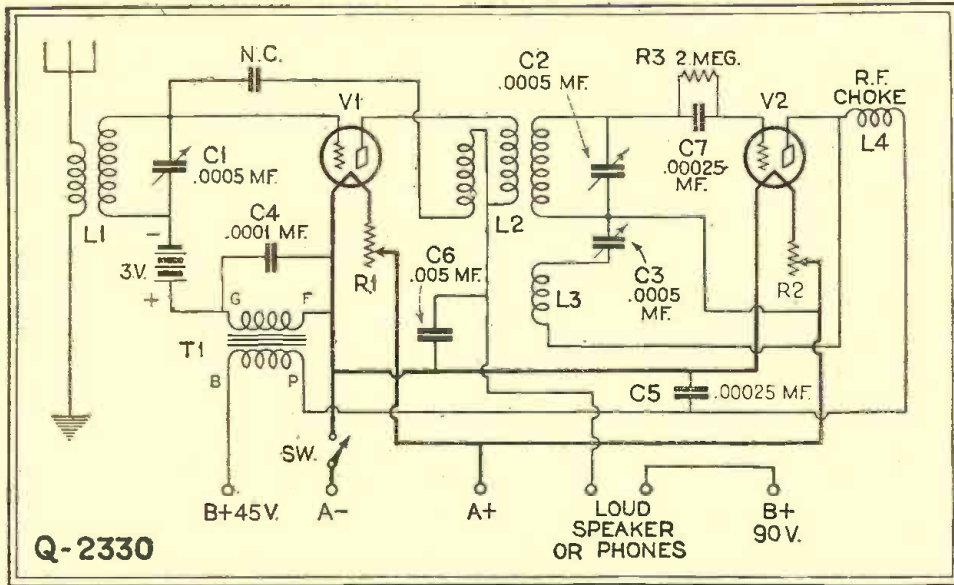 N.C.
C2
.0005 MF.
R3 2 MEG.
R.F.
CHOKE
L4
V1
V2
C1
.0005 MF.
C7
.00025
MF.
L1
-
C4
.0001 MF.
3V.
+
R1
L2
C6
.005 MF.
C3
.0005
MF.
L3
R2
G
F
T1
B
P
C5
.00025 MF.
SW.
B+45V.
A-
A+
LOUD
SPEAKER
OR PHONES
B+
90 V.
Q-2330